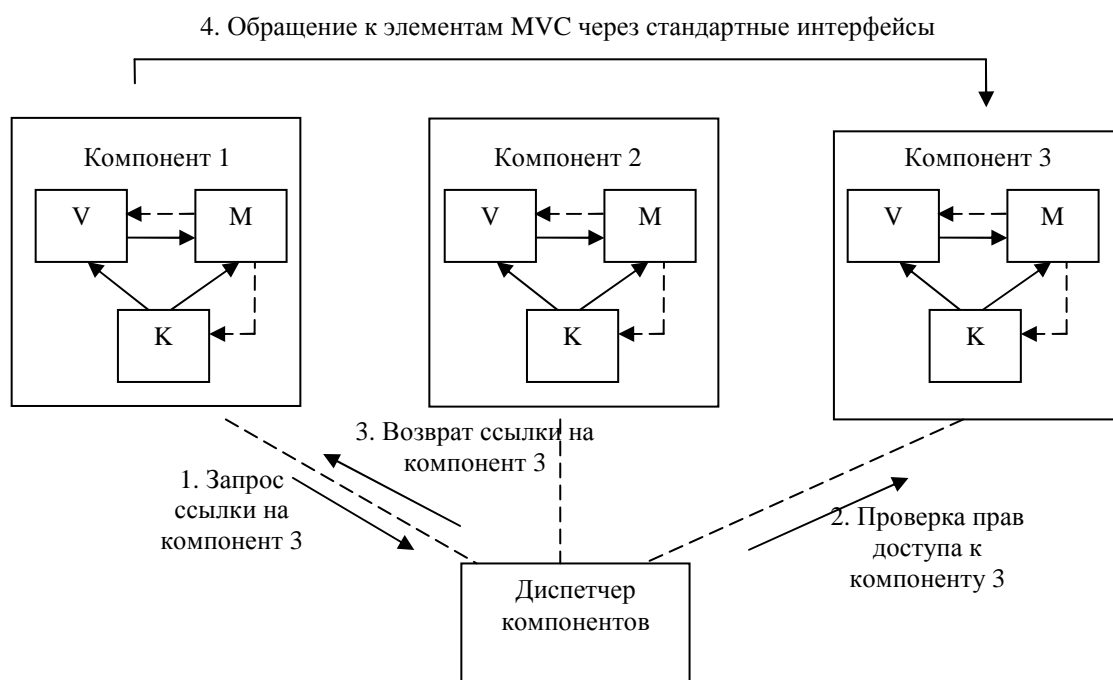 4. Обращение к элементам MVC через стандартные интерфейсы
Компонент 1
V
M
K
Компонент 2
V
M
K
Компонент 3
V
M
K
3. Возврат ссылки на
компонент 3
1. Запрос
ссылки на
компонент 3
2. Проверка прав
доступа к
компоненту 3
Диспетчер
компонентов